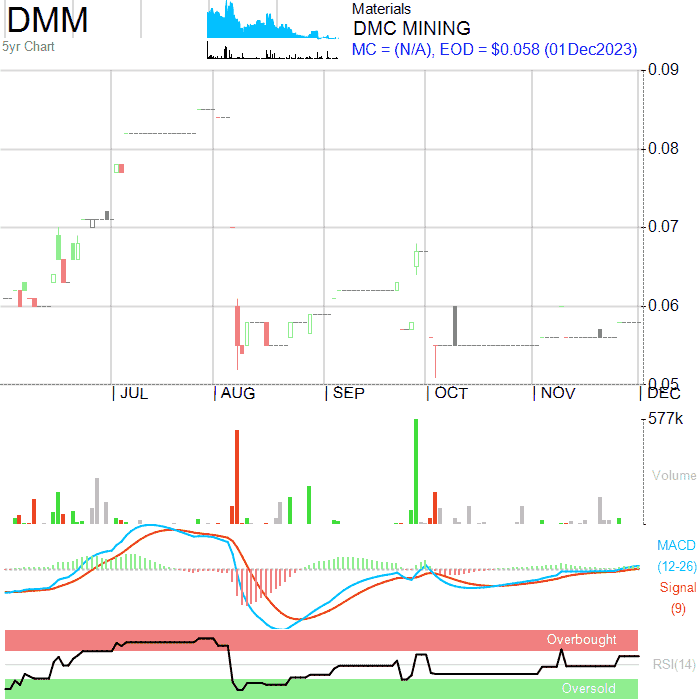 DMM
5yr Chart
Materials
DMC MINING
MC = (N/A), EOD = $0.058 (01Dec2023)
0.09
0.08
0.07
0.06
0.05
JUL
AUG
SEP
OCT
NOV
DEC
577k
Volume
MACD
(12-26)
Signal
(9)
Overbought
RSI(14)
Oversold